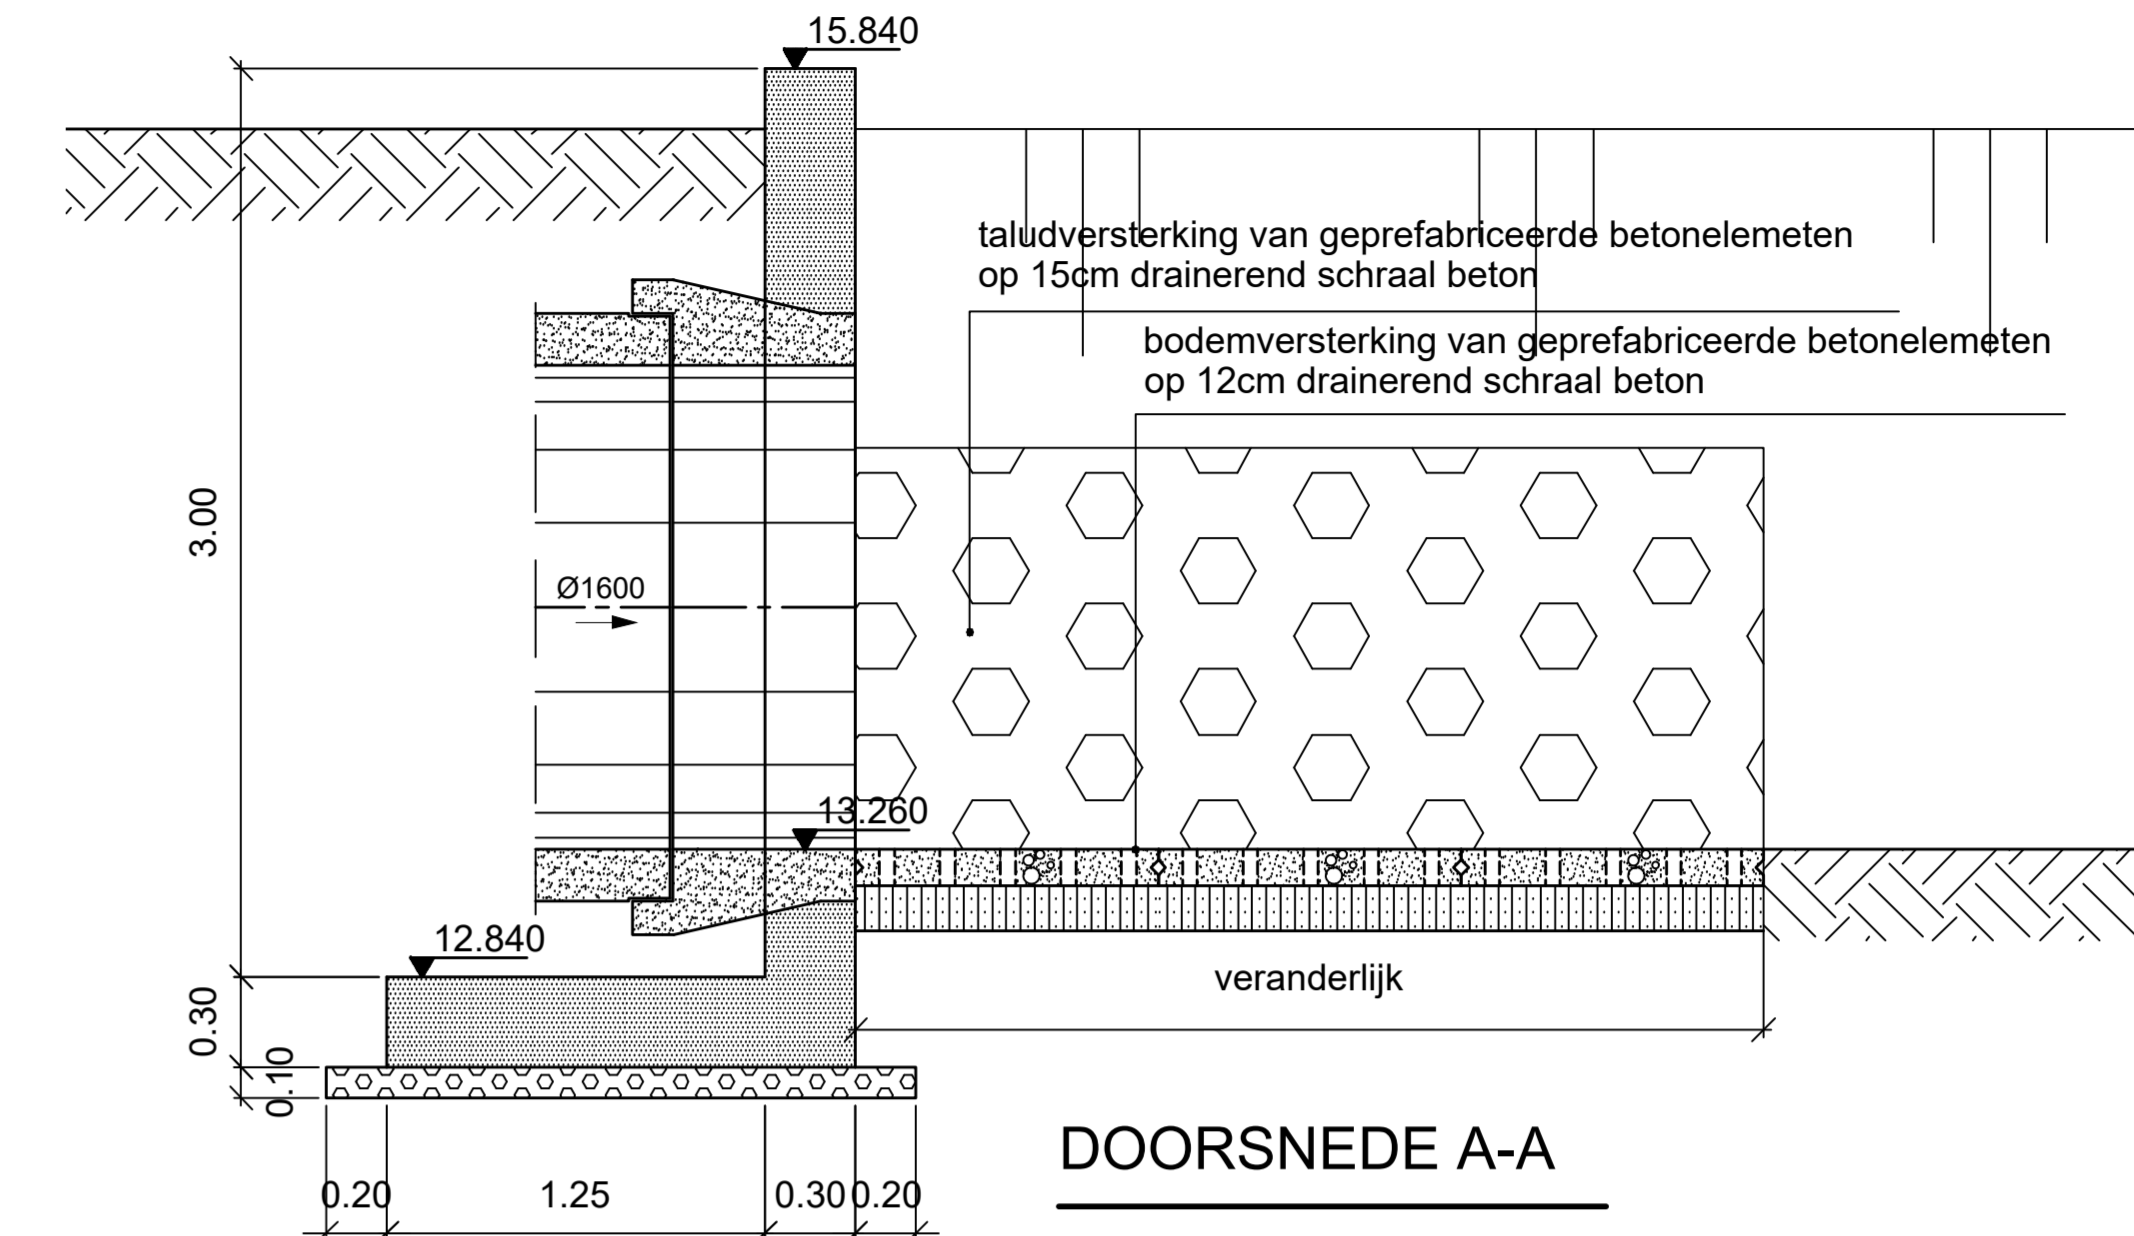 15.840
taludversterking van geprefabriceerde betonelemeten
op 15cm drainerend schraal beton
bodemversterking van geprefabriceerde betonelemeten
op 12cm drainerend schraal beton
3.00
Ø1600
13.260
12.840
veranderlijk
0.30
0.10
DOORSNEDE A-A
0.20
1.25
0.30
0.20